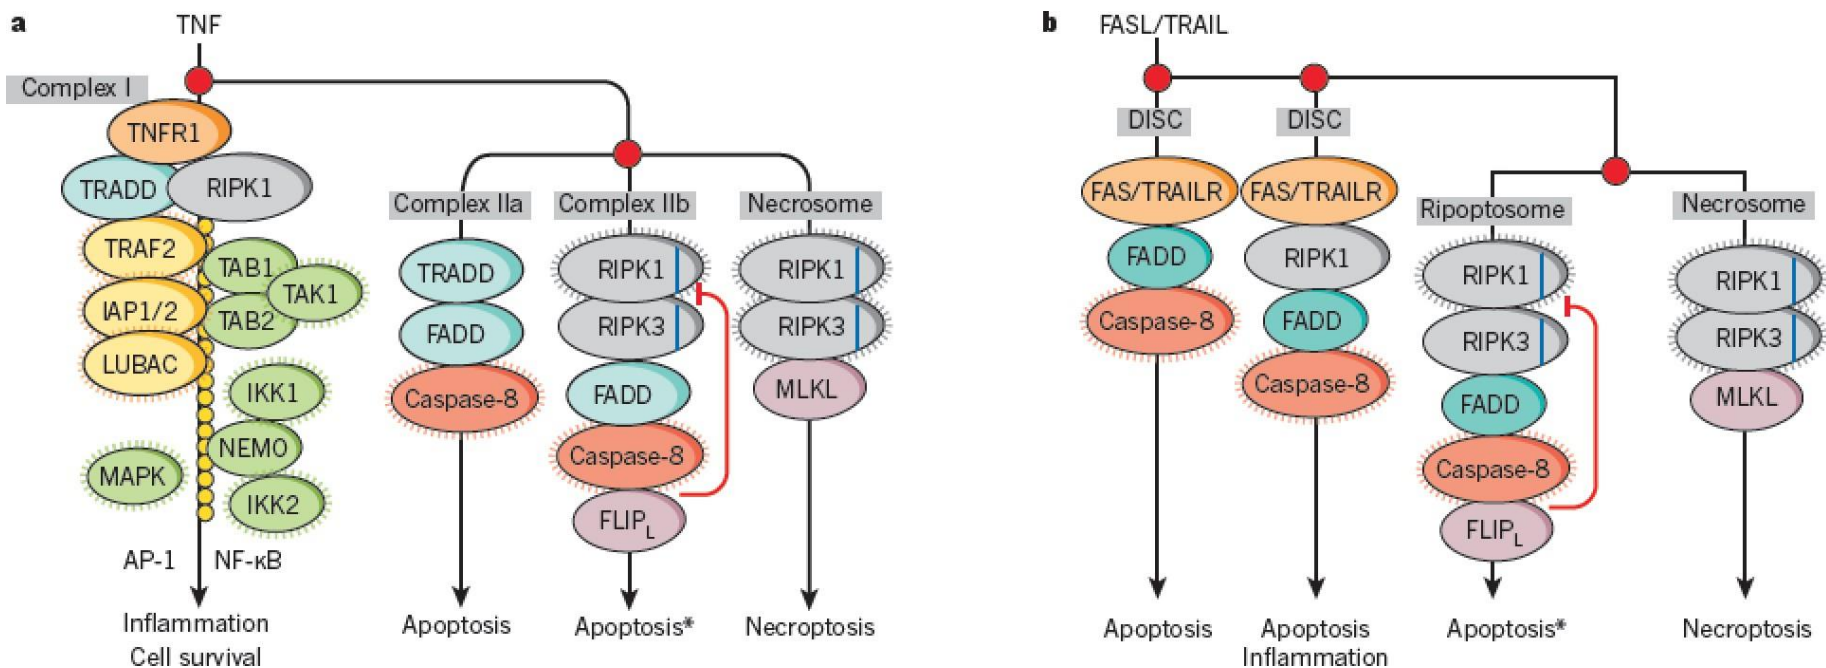 a
TNF
Complex I
TNFR1
TRADD
RIPK1
TRAF2
TAB1
TAK1
IAP1/2
TAB2
LUBAC
IKK1
NEMO
MAPK
IKK2
AP-1
NF-κB
Inflammation
Cell survival
Complex IIa
TRADD
FADD
Caspase-8
Apoptosis
Complex IIb
RIPK1
RIPK3
FADD
Caspase-8
FLIPL
Apoptosis*
Necrosome
RIPK1
RIPK3
MLKL
Necroptosis
b
FASL/TRAIL
DISC
FAS/TRAILR
FADD
Caspase-8
Apoptosis
DISC
FAS/TRAILR
RIPK1
FADD
Caspase-8
Apoptosis
Inflammation
Ripoptosome
RIPK1
RIPK3
FADD
Caspase-8
FLIPL
Apoptosis*
Necrosome
RIPK1
RIPK3
MLKL
Necroptosis